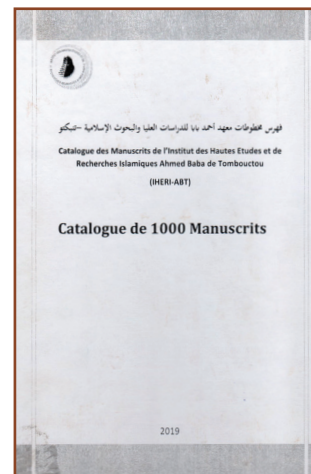 فهرس مخطوطات معهد أحمد بابا للدراسات العليا والبحوث الإسلامية –تنبكتو
Catalogue des Manuscrits de l'Institut des Hautes Etudes et de
Recherches Islamiques Ahmed Baba de Tombouctou
(IHERI-ABT)
Catalogue de 1000 Manuscrits
2019